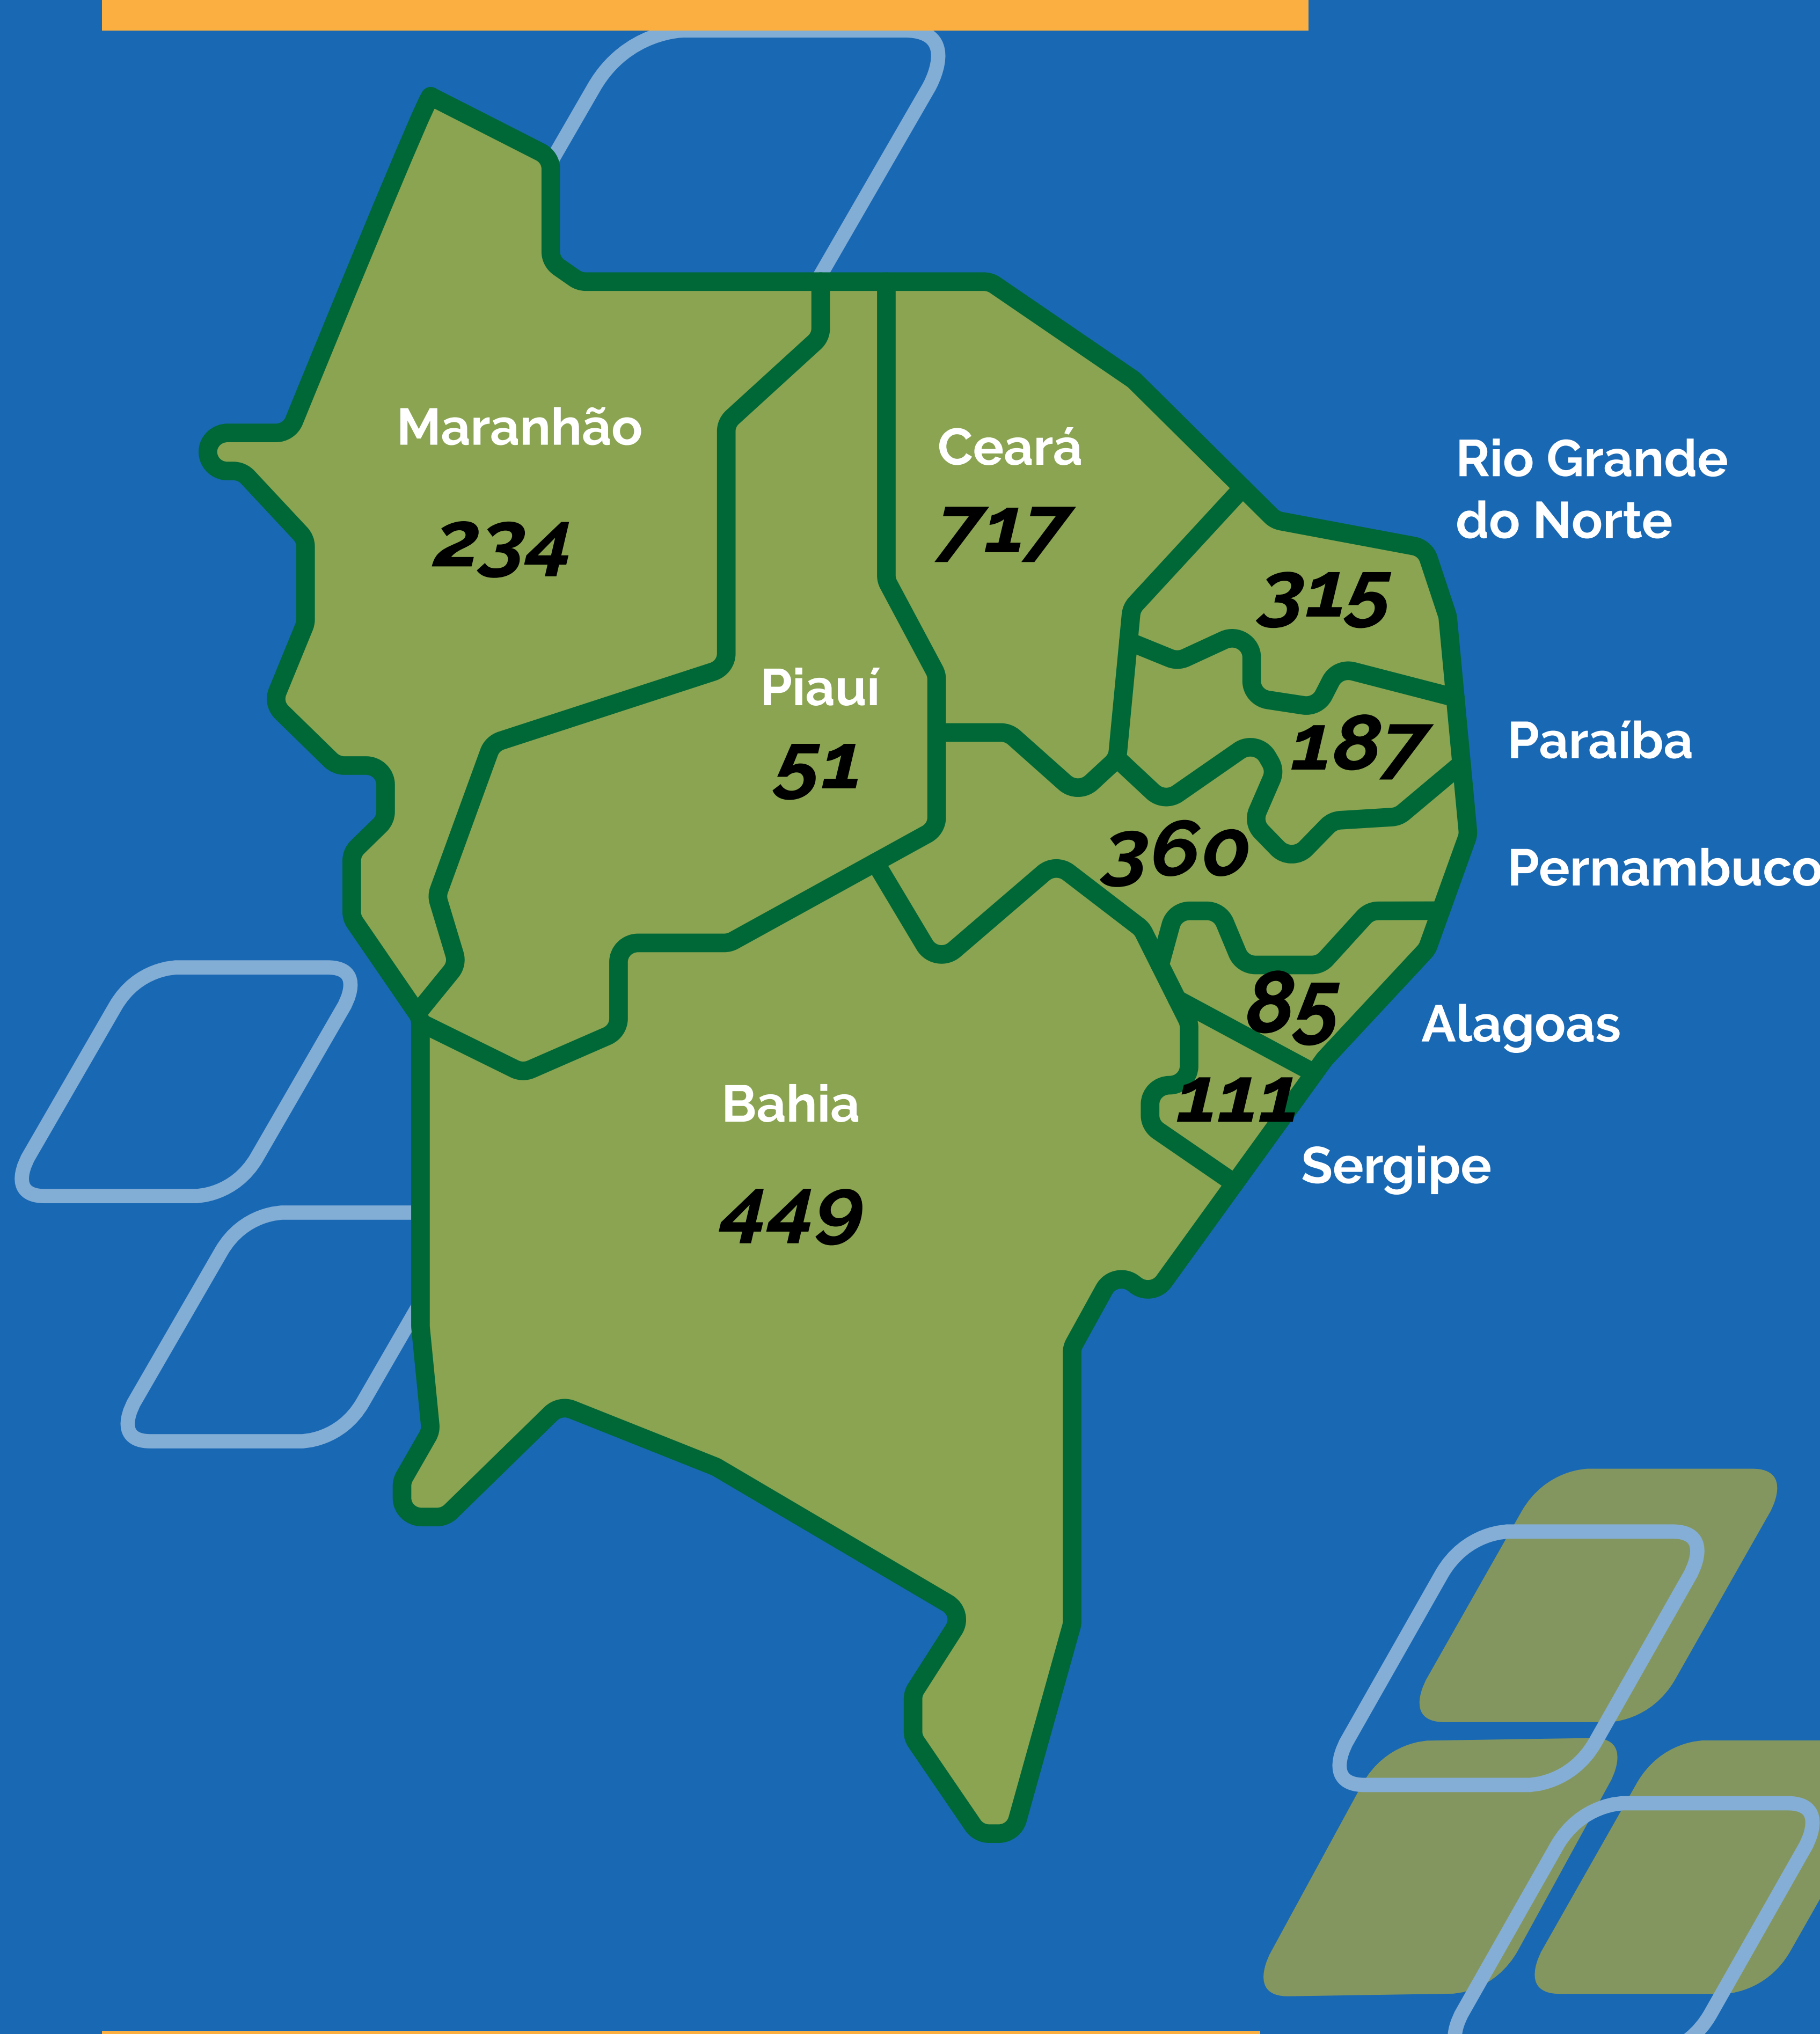 Maranhão
234
Ceará
717
Rio Grande
do Norte
315
Piauí
51
Paraíba
187
Pernambuco
360
Alagoas
85
Bahia
449
111
Sergipe